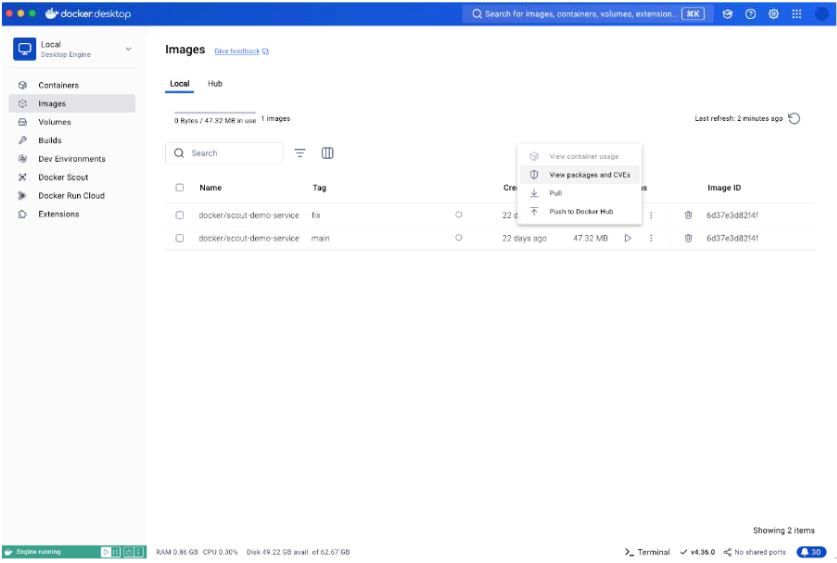 docker.desktop
Search for images, containers, volumes, extension.. ⌘K
Local
Desktop Engine
Containers
Images
Volumes
Builds
Dev Environments
Docker Scout
Docker Run Cloud
Extensions
Images Give feedback
Local Hub
0 Bytes / 47.32 MB in use 1 images
Last refresh: 2 minutes ago
Search
View container usage
View packages and CVEs
Pull
Push to Docker Hub
Name Tag Cre s Image ID
docker/scout-demo-service fix 22 d 6d37e3d82f4f
docker/scout-demo-service main 22 days ago 47.32 MB 6d37e3d82f4f
Showing 2 items
Engine running RAM 0.86 GB CPU 0.30% Disk 49.22 GB avail. of 62.67 GB Terminal v4.36.0 No shared ports 30